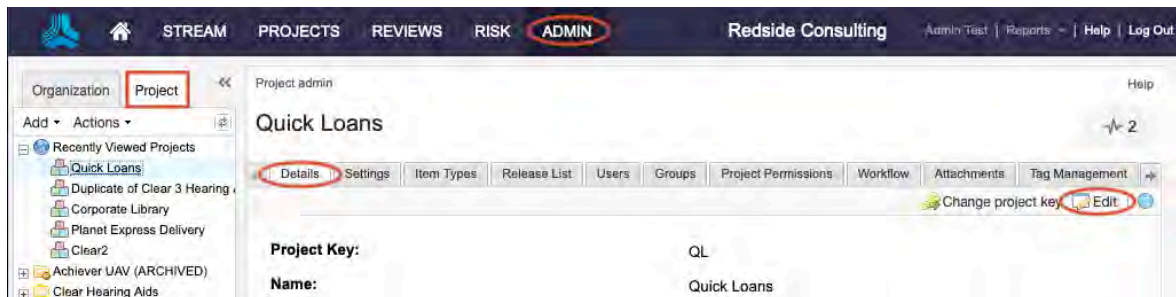 STREAM PROJECTS REVIEWS RISK ADMIN Redside Consulting Admin Test | Reports | Help | Log Out
Organization Project
Project admin Help
Add Actions
Quick Loans 2
Recently Viewed Projects
Quick Loans
Details Settings Item Types Release List Users Groups Project Permissions Workflow Attachments Tag Management
Duplicate of Clear 3 Hearing
Change project key Edit
Corporate Library
Planet Express Delivery
Clear2
Project Key: QL
Achiever UAV (ARCHIVED)
Name: Quick Loans
Clear Hearing Aids